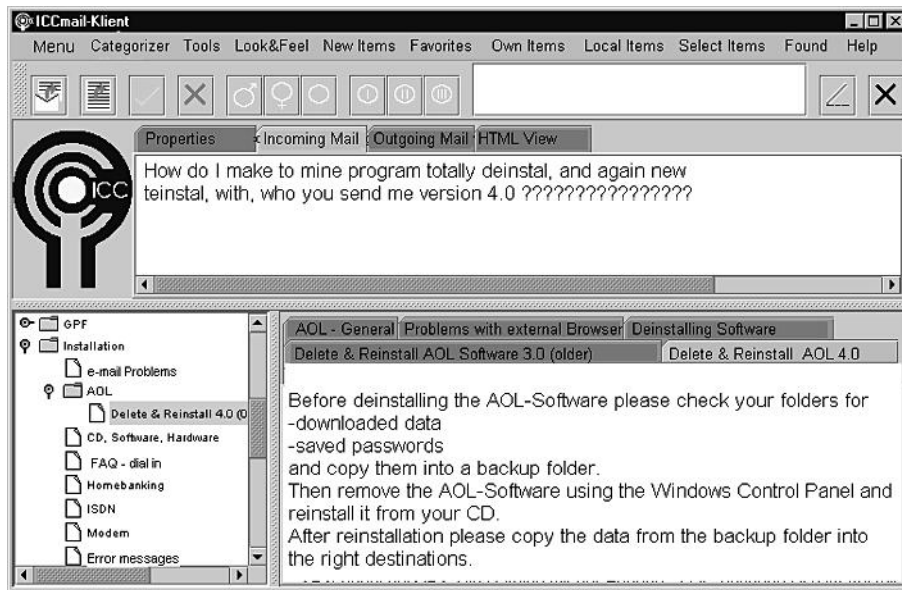 ICCmail-Klient
Menu Categorizer Tools Look&Feel New Items Favorites Own Items Local Items Select Items Found Help
Properties Incoming Mail Outgoing Mail HTML View
ICC
How do I make to mine program totally deinstal, and again new
teinstal, with, who you send me version 4.0 ????????????????
GPF
Installation
e-mail Problems
AOL
Delete & Reinstall 4.0 (0
CD, Software, Hardware
FAQ - dial in
Homebanking
ISDN
Modem
Error messages
AOL - General Problems with external Browser Deinstalling Software
Delete & Reinstall AOL Software 3.0 (older) Delete & Reinstall AOL 4.0
Before deinstalling the AOL-Software please check your folders for
-downloaded data
-saved passwords
and copy them into a backup folder.
Then remove the AOL-Software using the Windows Control Panel and
reinstall it from your CD.
After reinstallation please copy the data from the backup folder into
the right destinations.